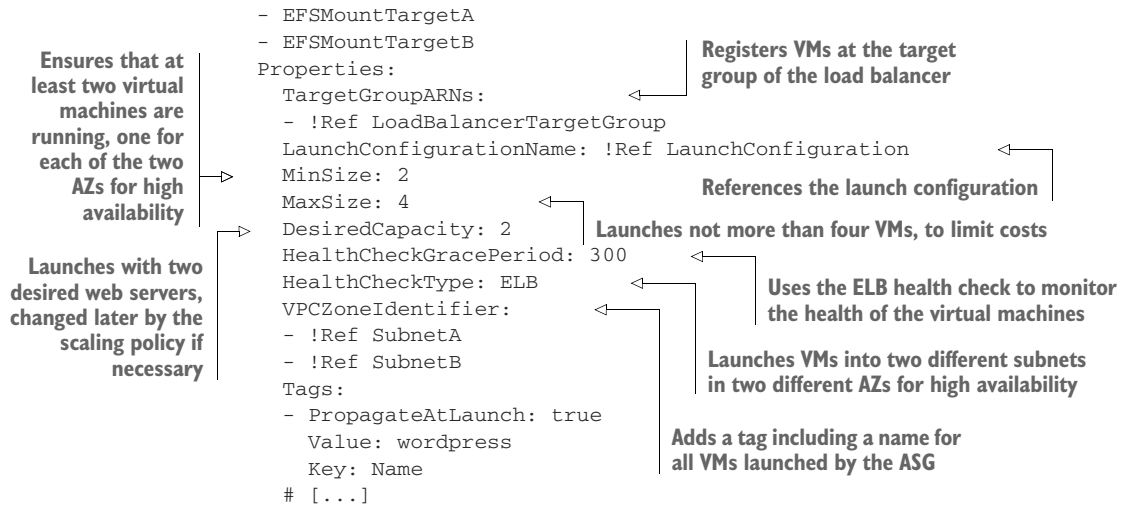 - EFSMountTargetA
- EFSMountTargetB
Properties:
TargetGroupARNs:
- !Ref LoadBalancerTargetGroup
LaunchConfigurationName: !Ref LaunchConfiguration
MinSize: 2
MaxSize: 4
DesiredCapacity: 2
HealthCheckGracePeriod: 300
HealthCheckType: ELB
VPCZoneIdentifier:
- !Ref SubnetA
- !Ref SubnetB
Tags:
- PropagateAtLaunch: true
Value: wordpress
Key: Name
# [...]
Ensures that at
least two virtual
machines are
running, one for
each of the two
AZs for high
availability
Launches with two
desired web servers,
changed later by the
scaling policy if
necessary
Registers VMs at the target
group of the load balancer
References the launch configuration
Launches not more than four VMs, to limit costs
Uses the ELB health check to monitor
the health of the virtual machines
Launches VMs into two different subnets
in two different AZs for high availability
Adds a tag including a name for
all VMs launched by the ASG